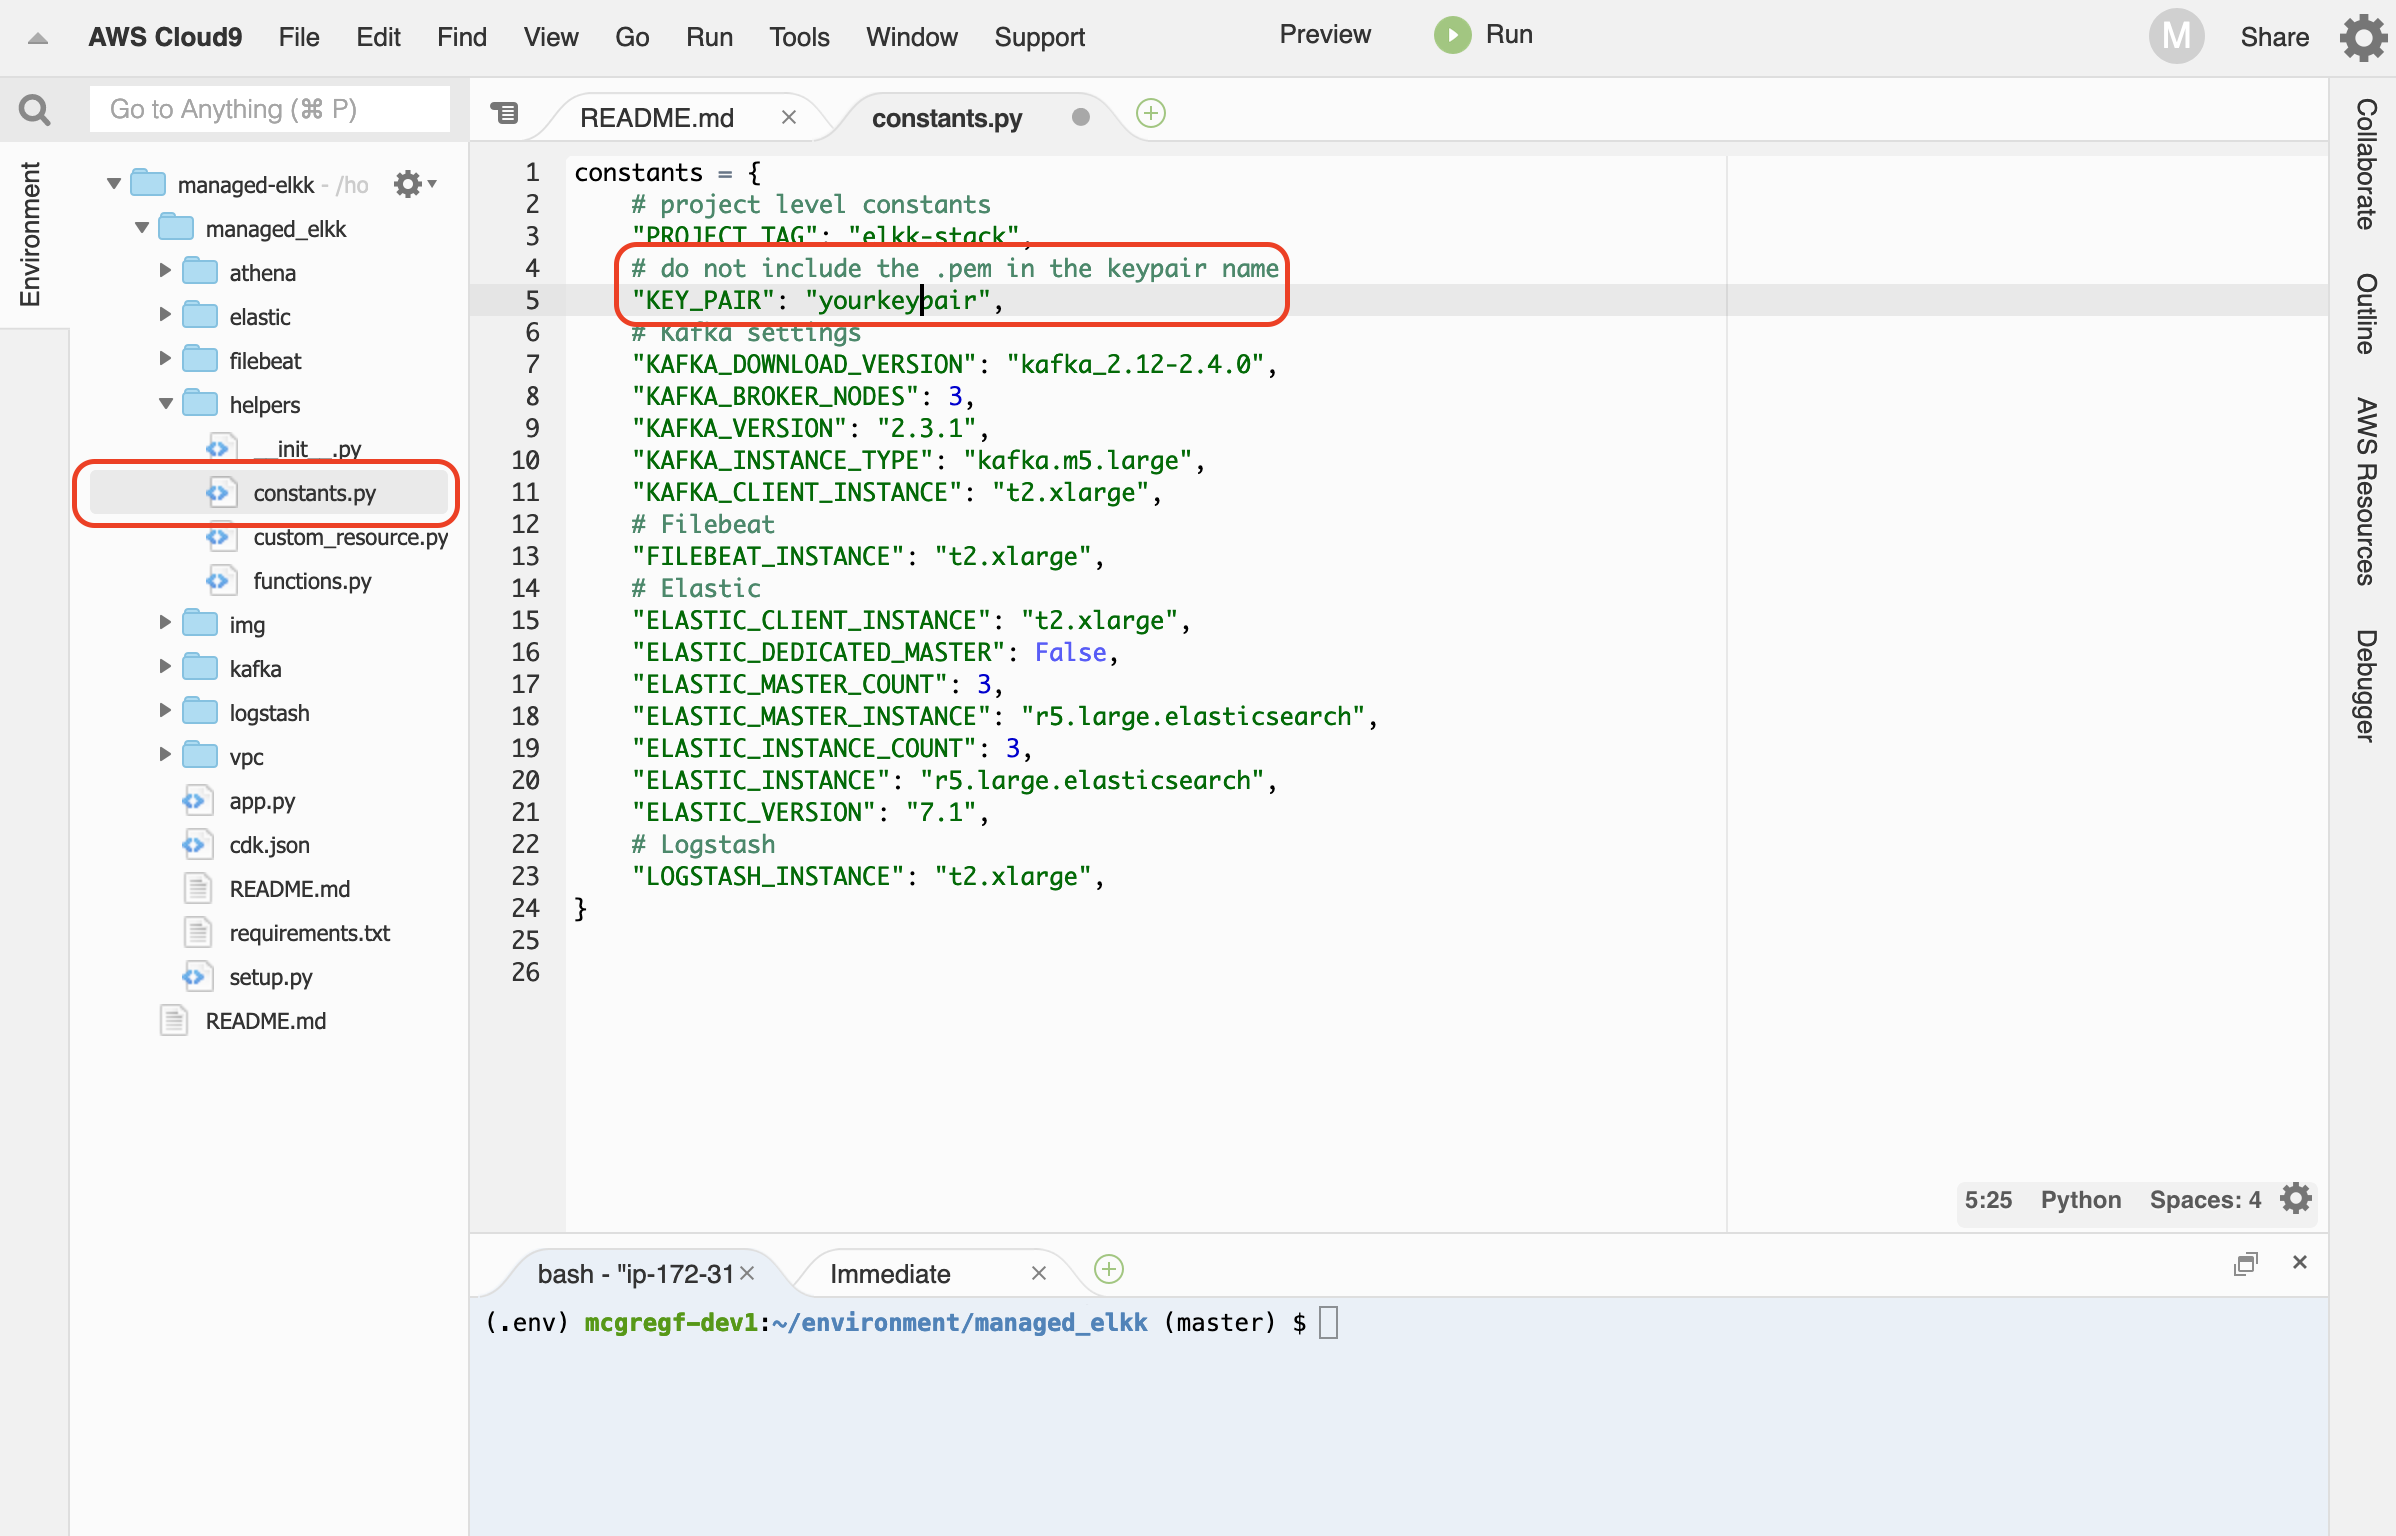 AWS Cloud9 File Edit Find View Go Run Tools Window Support Preview Run M Share
Go to Anything (⌘ P)
Environment
managed-elkk - /ho
managed_elkk
athena
elastic
filebeat
helpers
__init__.py
constants.py
custom_resource.py
functions.py
img
kafka
logstash
vpc
app.py
cdk.json
README.md
requirements.txt
setup.py
README.md
README.md constants.py
1 constants = {
2     # project level constants
3     "PROJECT_TAG": "elkk-stack",
4     # do not include the .pem in the keypair name
5     "KEY_PAIR": "yourkeypair",
6     # Kafka settings
7     "KAFKA_DOWNLOAD_VERSION": "kafka_2.12-2.4.0",
8     "KAFKA_BROKER_NODES": 3,
9     "KAFKA_VERSION": "2.3.1",
10     "KAFKA_INSTANCE_TYPE": "kafka.m5.large",
11     "KAFKA_CLIENT_INSTANCE": "t2.xlarge",
12     # Filebeat
13     "FILEBEAT_INSTANCE": "t2.xlarge",
14     # Elastic
15     "ELASTIC_CLIENT_INSTANCE": "t2.xlarge",
16     "ELASTIC_DEDICATED_MASTER": False,
17     "ELASTIC_MASTER_COUNT": 3,
18     "ELASTIC_MASTER_INSTANCE": "r5.large.elasticsearch",
19     "ELASTIC_INSTANCE_COUNT": 3,
20     "ELASTIC_INSTANCE": "r5.large.elasticsearch",
21     "ELASTIC_VERSION": "7.1",
22     # Logstash
23     "LOGSTASH_INSTANCE": "t2.xlarge",
24 }
25
26
5:25 Python Spaces: 4
bash - "ip-172-31 Immediate
(.env) mcgregf-dev1:~/environment/managed_elkk (master) $
Collaborate
Outline
AWS Resources
Debugger